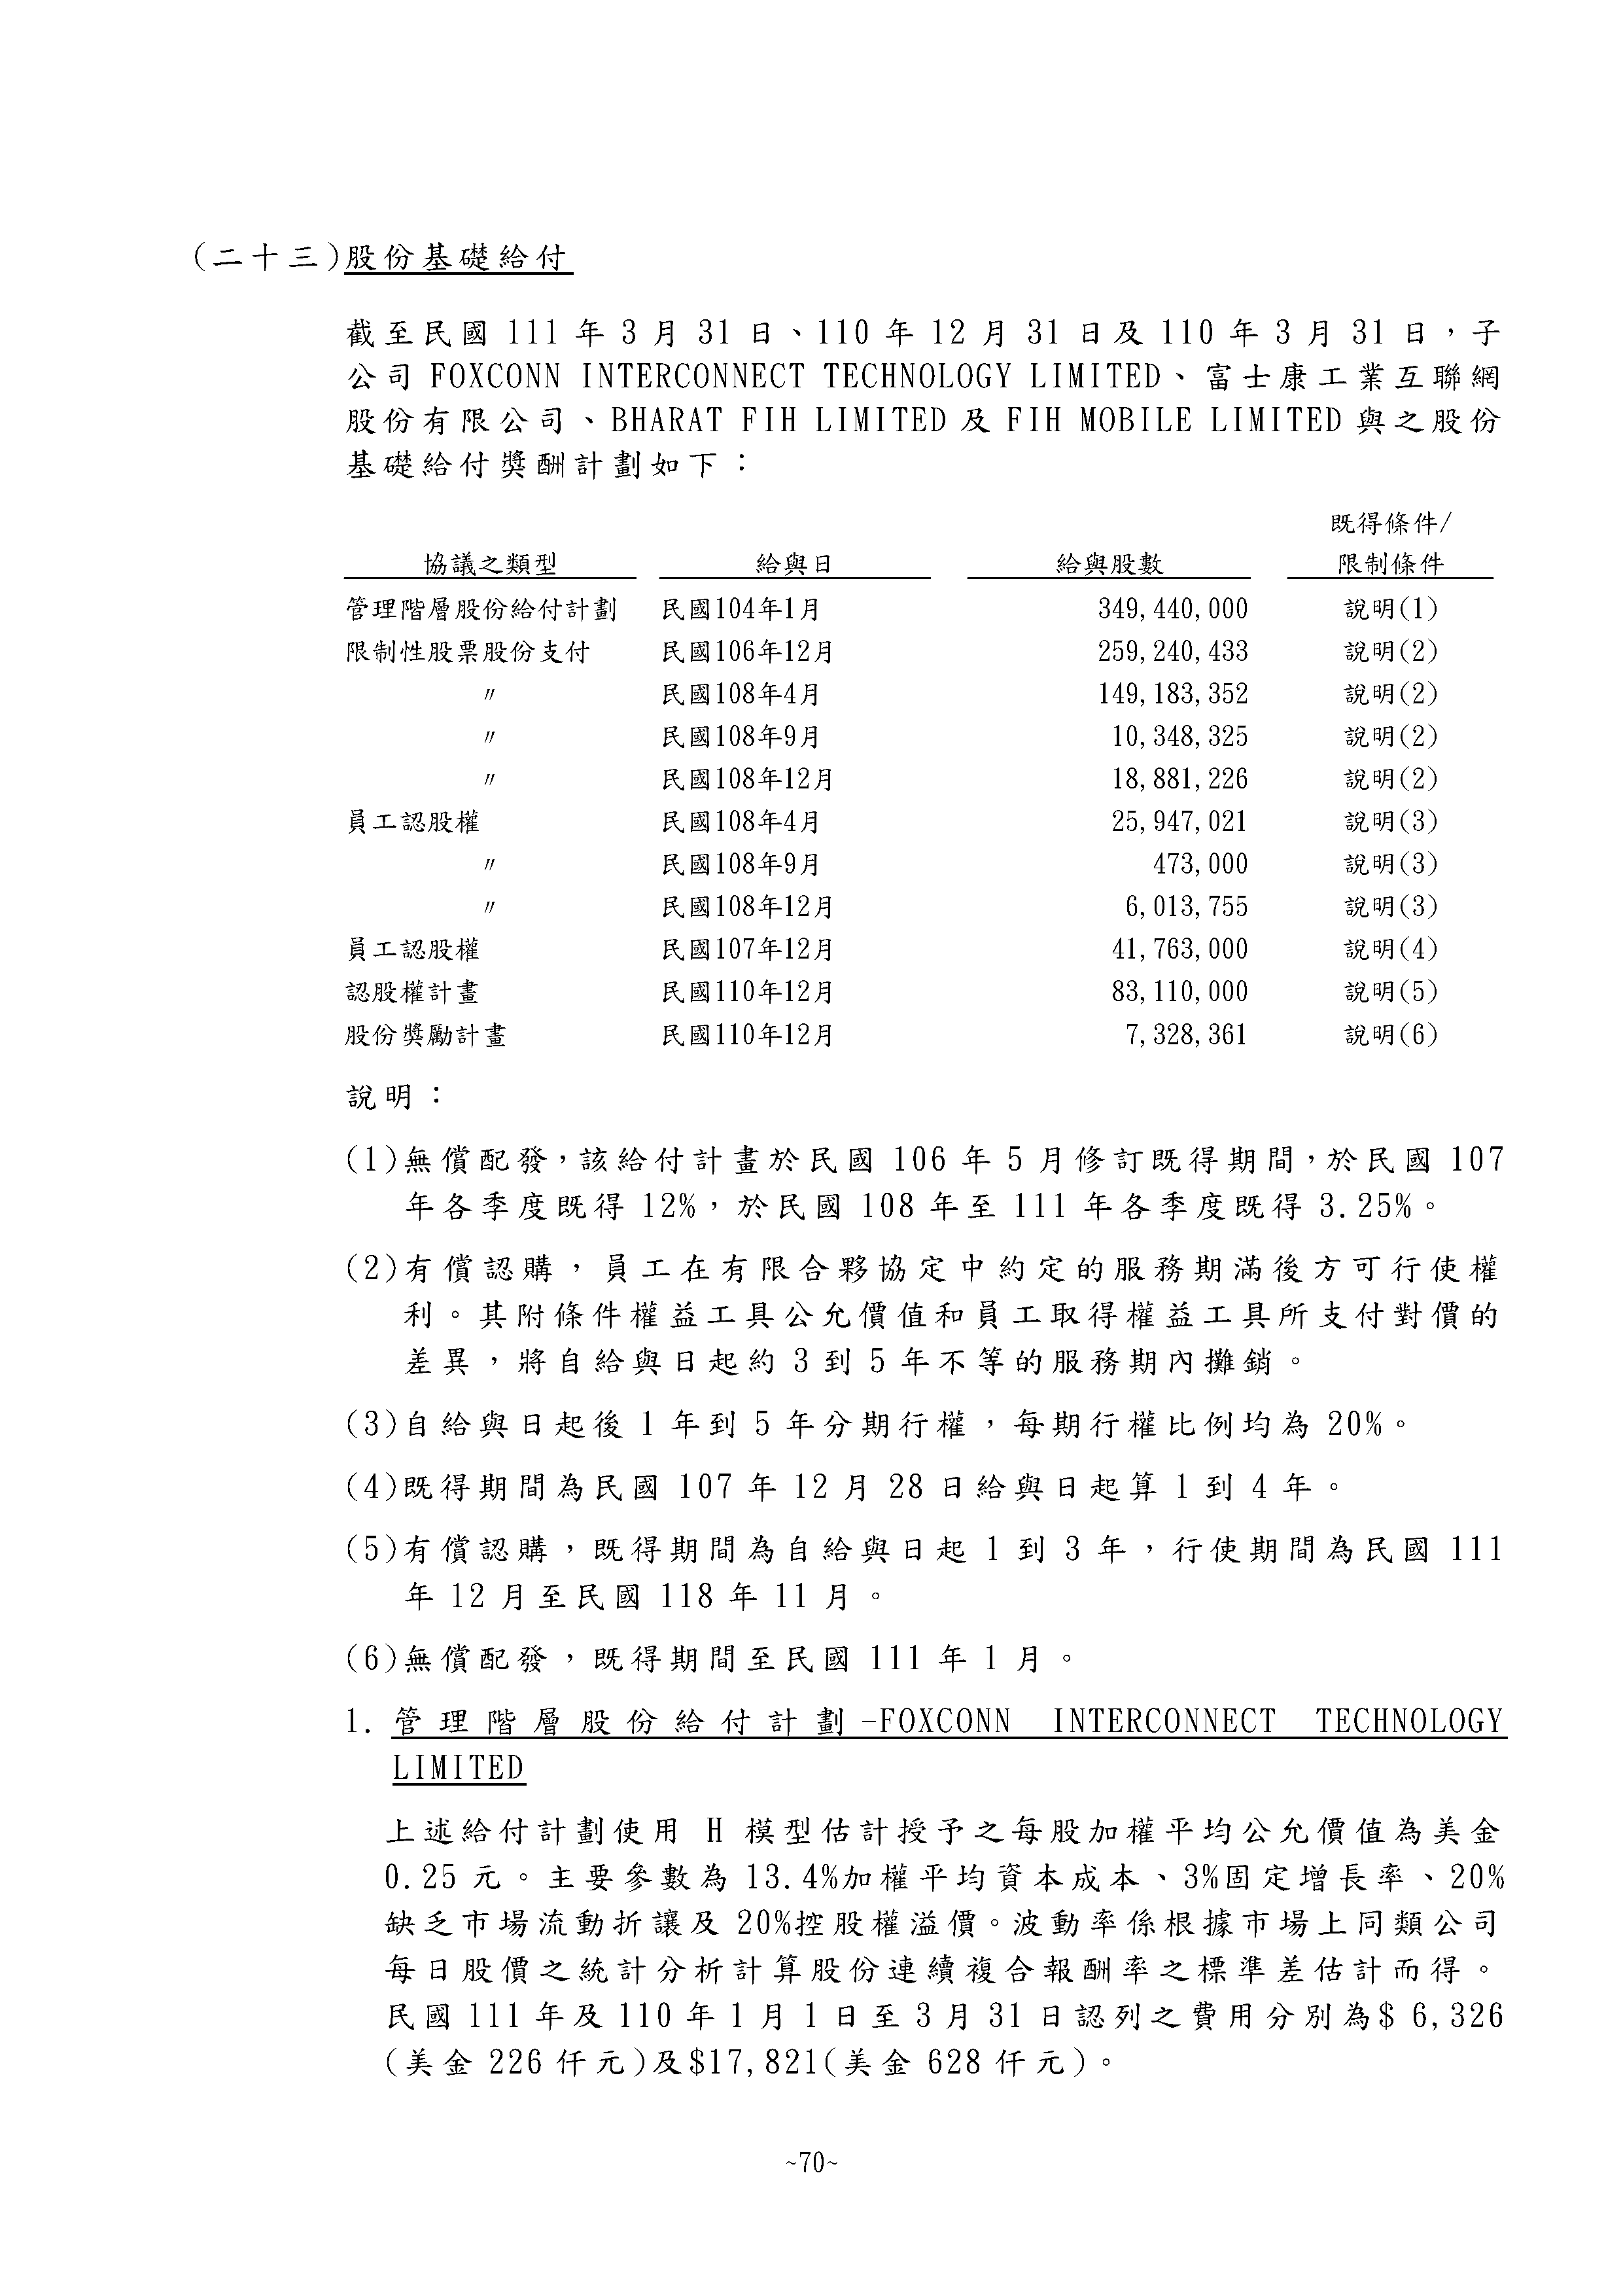 (二十三)股份基礎給付
截至民國 111 年 3 月 31 日、110 年 12 月 31 日及 110 年 3 月 31 日，子
公司 FOXCONN INTERCONNECT TECHNOLOGY LIMITED、富士康工業互聯網
股份有限公司、BHARAT FIH LIMITED 及 FIH MOBILE LIMITED 與之股份
基礎給付獎酬計劃如下：
既得條件/
協議之類型 給與日 給與股數 限制條件
管理階層股份給付計劃 民國104年1月 349,440,000 說明(1)
限制性股票股份支付 民國106年12月 259,240,433 說明(2)
〃 民國108年4月 149,183,352 說明(2)
〃 民國108年9月 10,348,325 說明(2)
〃 民國108年12月 18,881,226 說明(2)
員工認股權 民國108年4月 25,947,021 說明(3)
〃 民國108年9月 473,000 說明(3)
〃 民國108年12月 6,013,755 說明(3)
員工認股權 民國107年12月 41,763,000 說明(4)
認股權計畫 民國110年12月 83,110,000 說明(5)
股份獎勵計畫 民國110年12月 7,328,361 說明(6)
說明：
(1)無償配發，該給付計畫於民國 106 年 5 月修訂既得期間，於民國 107
年各季度既得 12%，於民國 108 年至 111 年各季度既得 3.25%。
(2)有償認購，員工在有限合夥協定中約定的服務期滿後方可行使權
利。其附條件權益工具公允價值和員工取得權益工具所支付對價的
差異，將自給與日起約 3 到 5 年不等的服務期內攤銷。
(3)自給與日起後 1 年到 5 年分期行權，每期行權比例均為 20%。
(4)既得期間為民國 107 年 12 月 28 日給與日起算 1 到 4 年。
(5)有償認購，既得期間為自給與日起 1 到 3 年，行使期間為民國 111
年 12 月至民國 118 年 11 月。
(6)無償配發，既得期間至民國 111 年 1 月。
1. 管理階層股份給付計劃-FOXCONN INTERCONNECT TECHNOLOGY
LIMITED
上述給付計劃使用 H 模型估計授予之每股加權平均公允價值為美金
0.25 元。主要參數為 13.4%加權平均資本成本、3%固定增長率、20%
缺乏市場流動折讓及 20%控股權溢價。波動率係根據市場上同類公司
每日股價之統計分析計算股份連續複合報酬率之標準差估計而得。
民國 111 年及 110 年 1 月 1 日至 3 月 31 日認列之費用分別為$ 6,326
(美金 226 仟元)及$17,821(美金 628 仟元)。
~70~